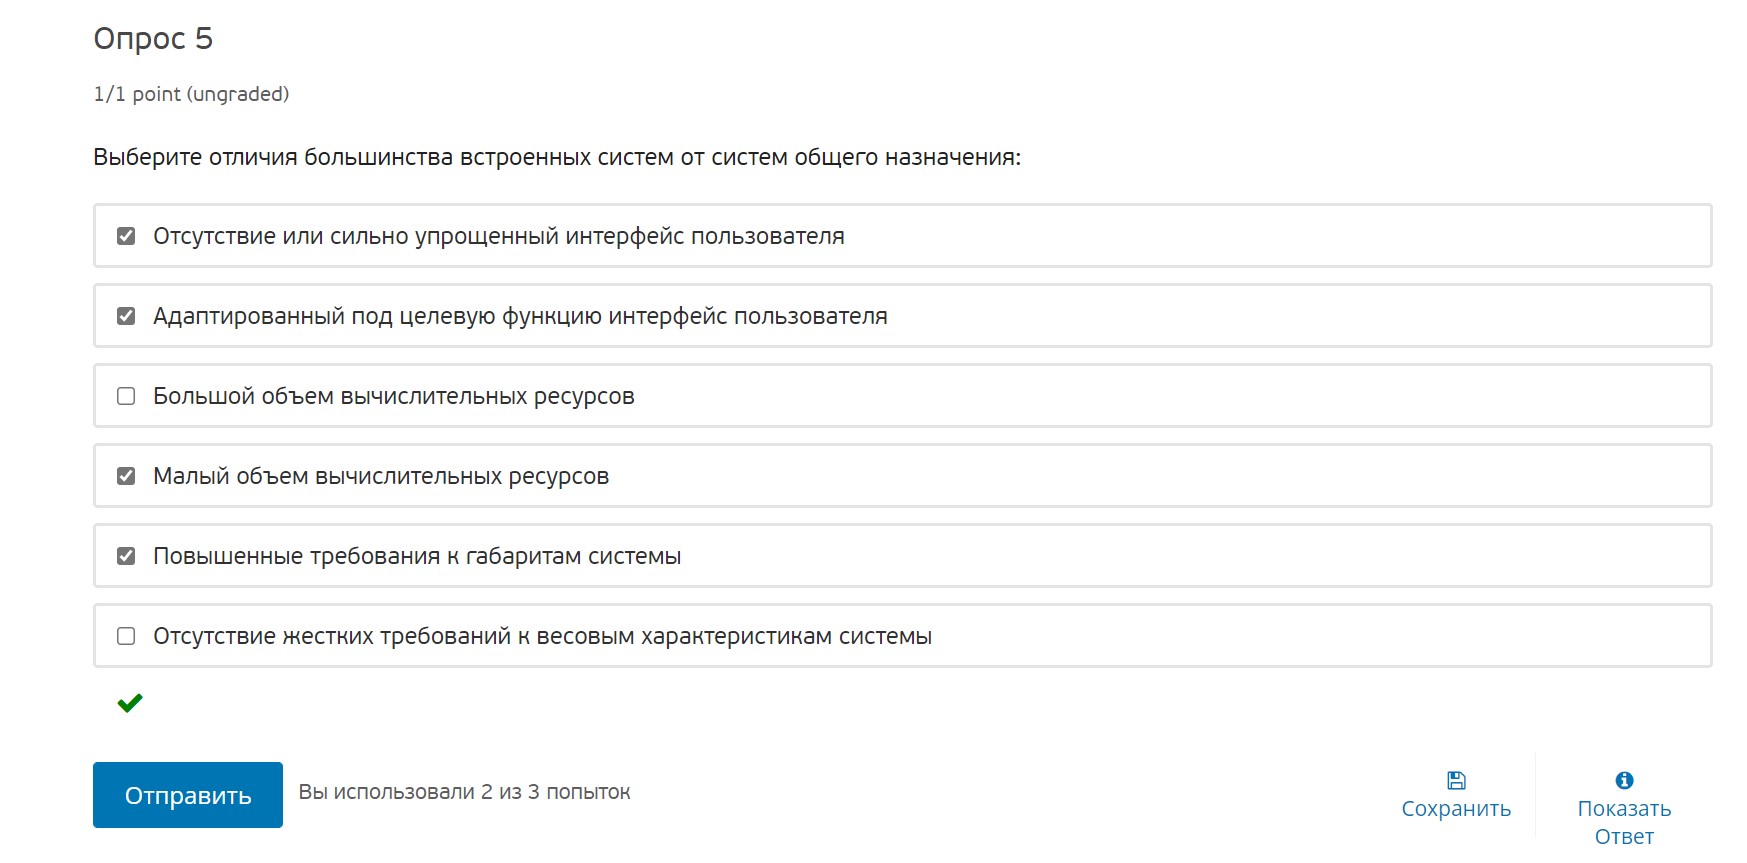 Опрос 5
1/1 point (ungraded)
Выберите отличия большинства встроенных систем от систем общего назначения:
Отсутствие или сильно упрощенный интерфейс пользователя
Адаптированный под целевую функцию интерфейс пользователя
Большой объем вычислительных ресурсов
Малый объем вычислительных ресурсов
Повышенные требования к габаритам системы
Отсутствие жестких требований к весовым характеристикам системы
Отправить
Вы использовали 2 из 3 попыток
Сохранить
Показать
Ответ